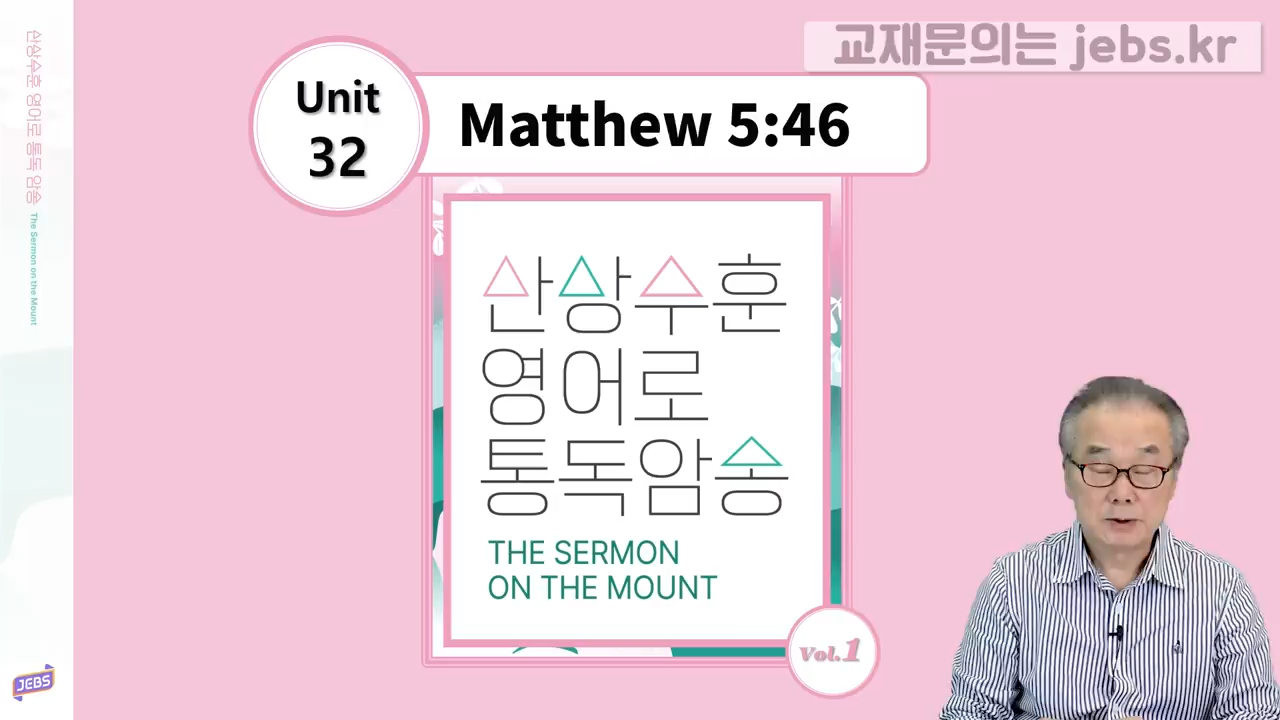 교재문의는 jebs.kr
Unit
32
Matthew 5:46
산상수훈
영어로
통독암송
THE SERMON
ON THE MOUNT
Vol.1
산상수훈 영어로 통독 암송 The Sermon on the Mount
JEBS